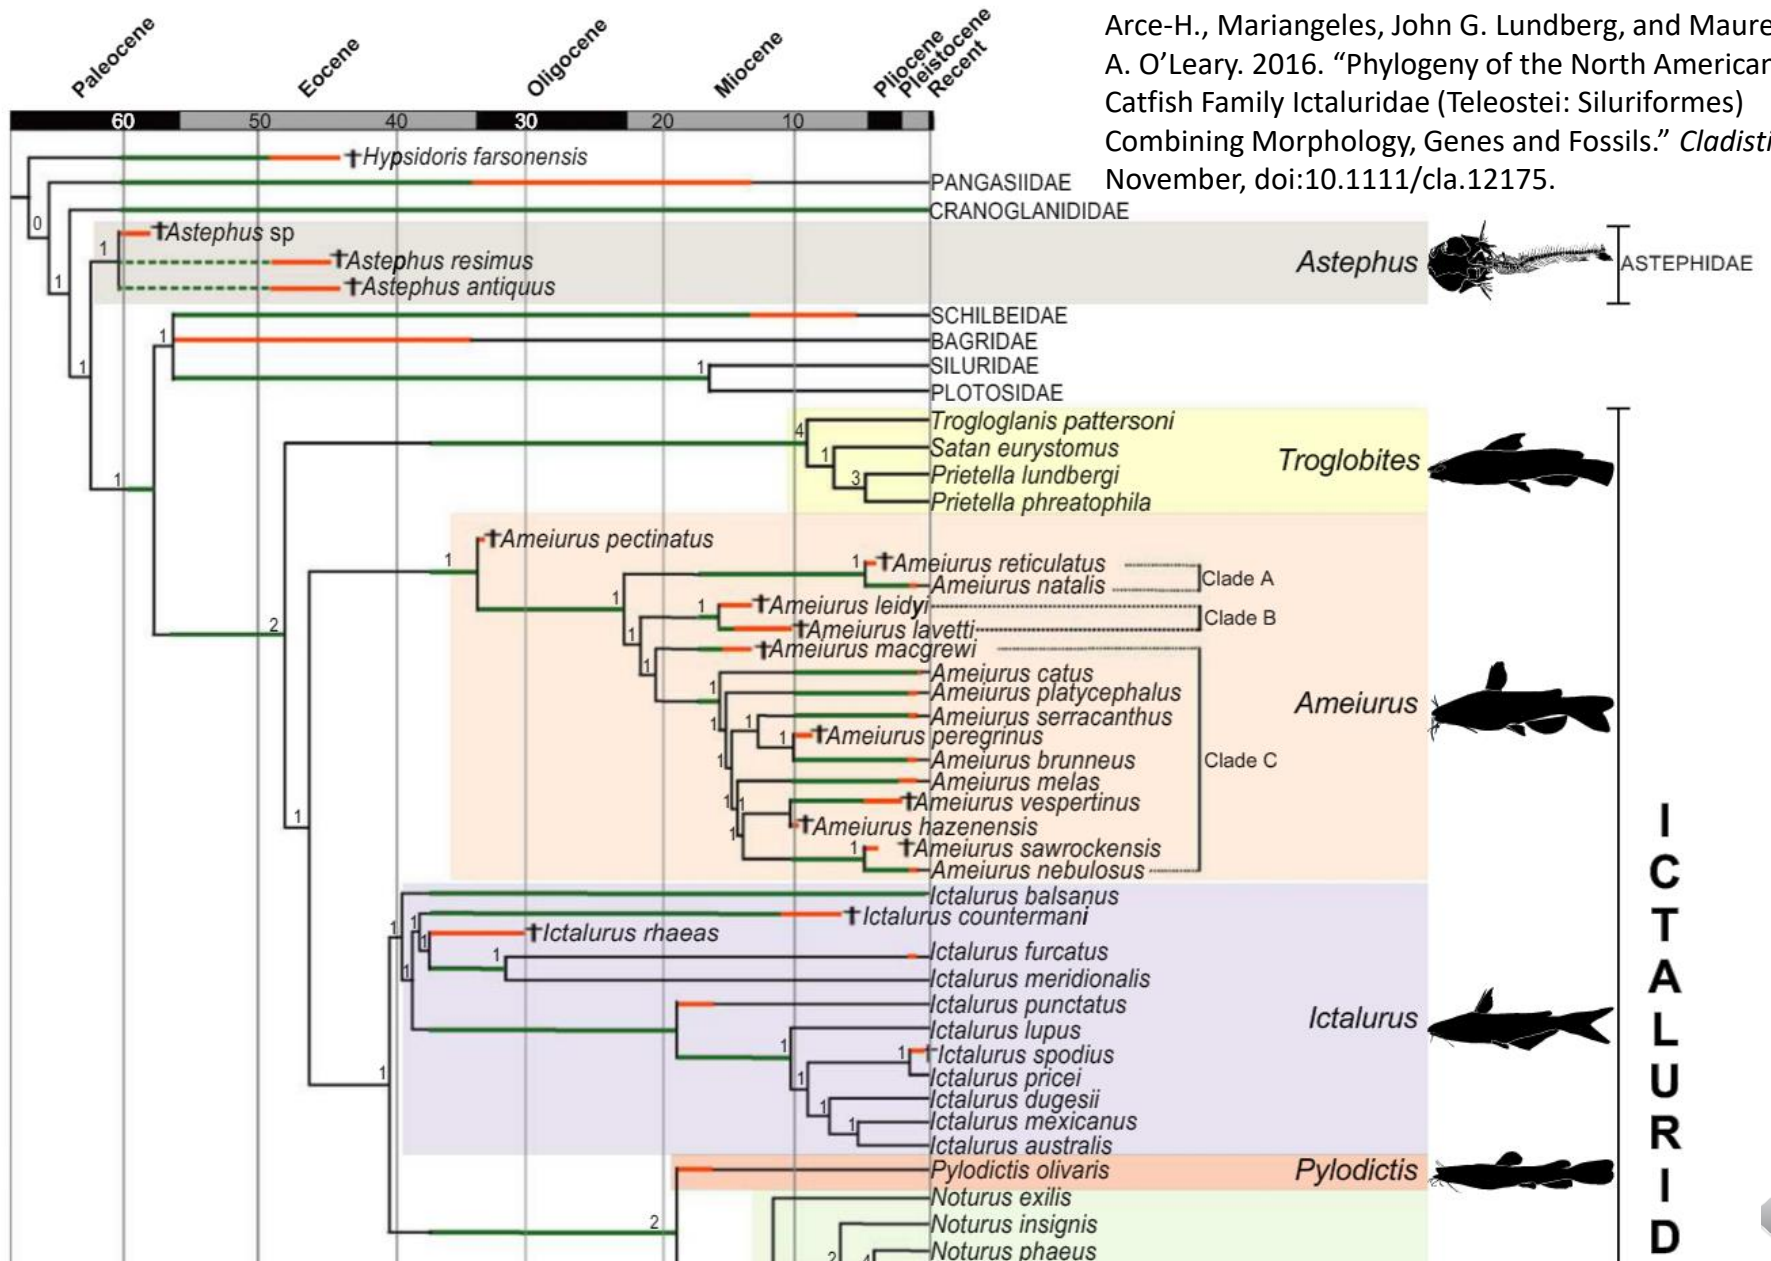 Paleocene
Eocene
Oligocene
Miocene
Pliocene
Pleistocene
Recent
60 50 40 30 20 10
Arce-H., Mariangeles, John G. Lundberg, and Maure
A. O’Leary. 2016. “Phylogeny of the North American
Catfish Family Ictaluridae (Teleostei: Siluriformes)
Combining Morphology, Genes and Fossils.” Cladisti
November, doi:10.1111/cla.12175.
†Hypsidoris farsonensis
PANGASIIDAE
CRANOGLANIDIDAE
0
†Astephus sp
1
†Astephus resimus
Astephus
ASTEPHIDAE
1
†Astephus antiquus
SCHILBEIDAE
1
BAGRIDAE
1
SILURIDAE
1
PLOTOSIDAE
Trogloglanis pattersoni
4
Satan eurystomus
1
Troglobites
Prietella lundbergi
1
3
Prietella phreatophila
†Ameiurus pectinatus
1
†Ameiurus reticulatus
1
Clade A
Ameiurus natalis
1
†Ameiurus leidyi
1
Clade B
†Ameiurus lavetti
2
1
†Ameiurus macgrewi
1
Ameiurus catus
1
Ameiurus platycephalus
Ameiurus
Ameiurus serracanthus
1
1
†Ameiurus peregrinus
1
1
Ameiurus brunneus
Clade C
Ameiurus melas
1
1
†Ameiurus vespertinus
1
†Ameiurus hazenensis
1
†Ameiurus sawrockensis
1
Ameiurus nebulosus
Ictalurus balsanus
†Ictalurus countermani
1
1
†Ictalurus rhaeas
1
Ictalurus furcatus
1
1
Ictalurus meridionalis
Ictalurus punctatus
Ictalurus
Ictalurus lupus
1
†Ictalurus spodius
1
Ictalurus pricei
1
1
Ictalurus dugesii
1
Ictalurus mexicanus
1
Ictalurus australis
Pylodictis olivaris
Pylodictis
Noturus exilis
Noturus insignis
2
Noturus phaeus
2
4
I
C
T
A
L
U
R
I
D